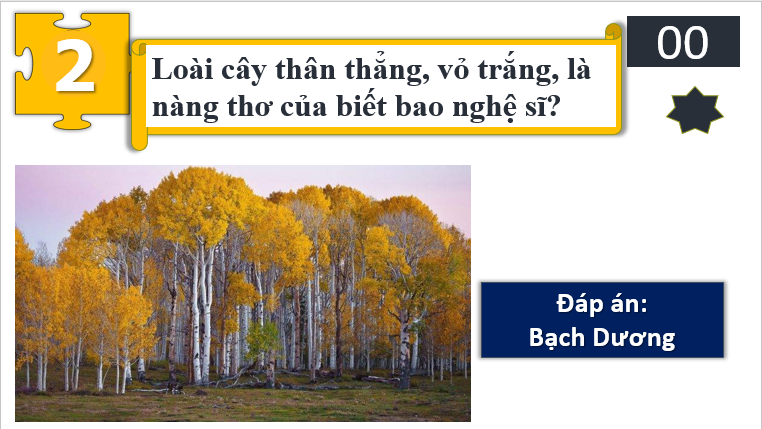 2
Loài cây thân thẳng, vỏ trắng, là
nàng thơ của biết bao nghệ sĩ?
00
Đáp án:
Bạch Dương